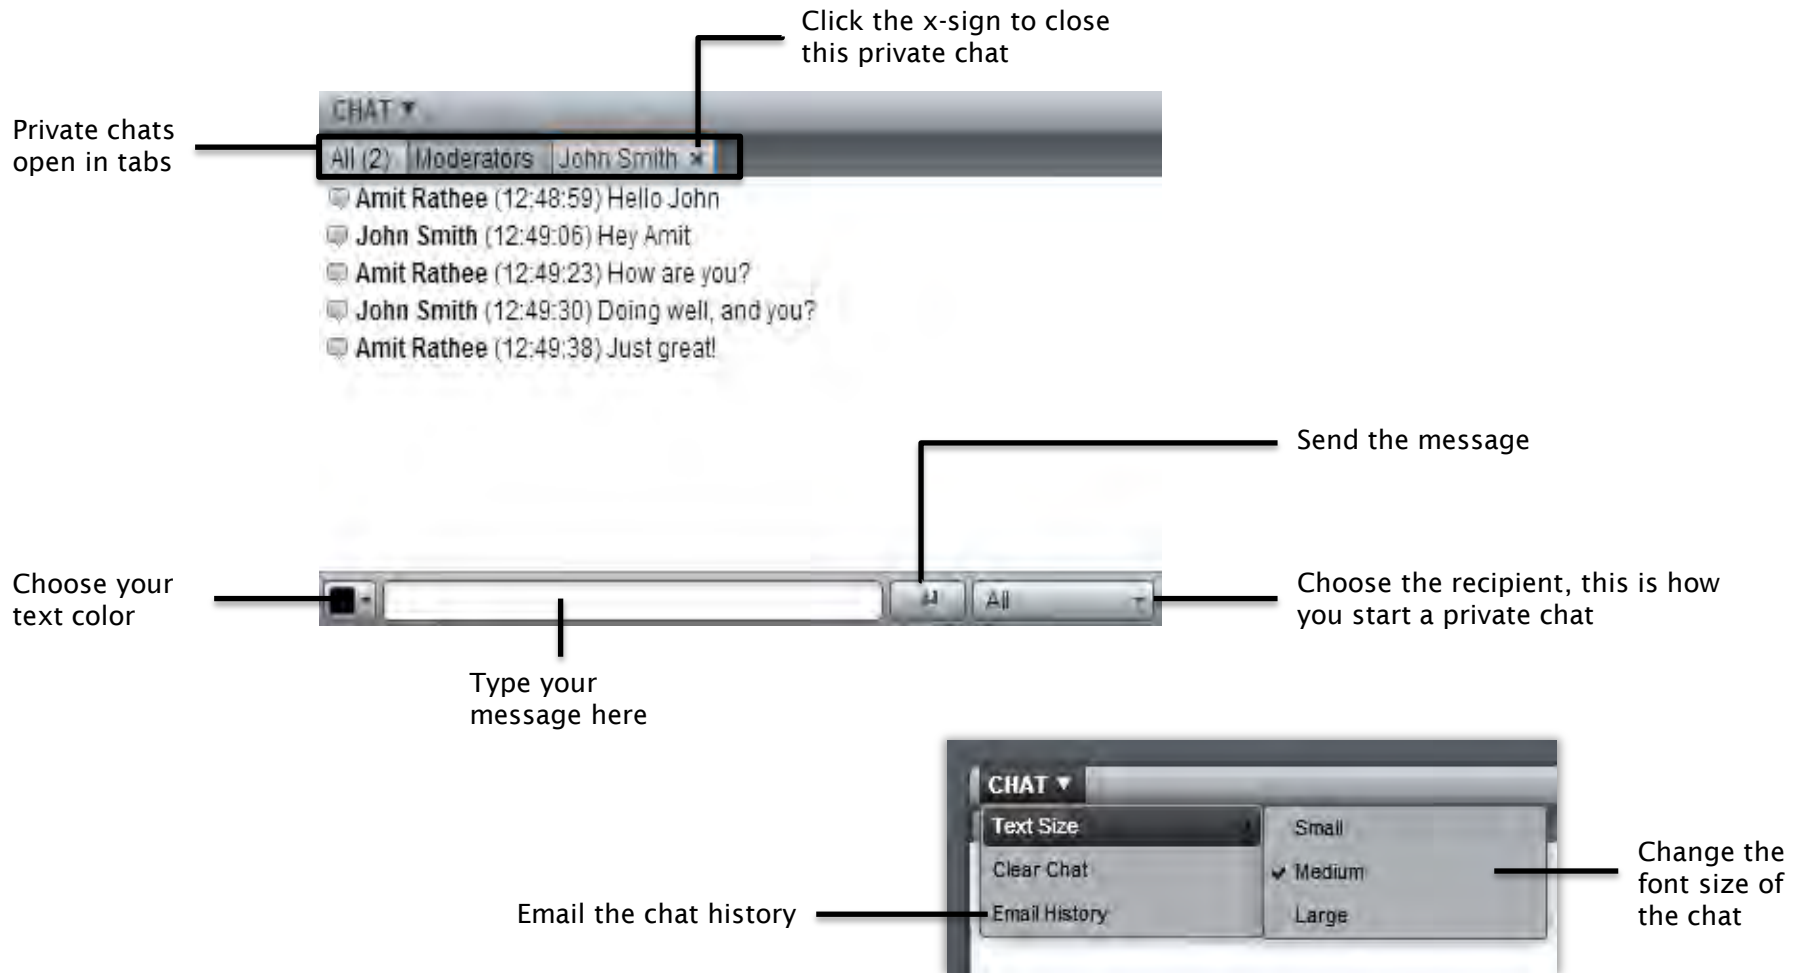 Click the x-sign to close
this private chat
Private chats
open in tabs
CHAT ▼
All (2) Moderators John Smith ×
Amit Rathee (12:48:59) Hello John
John Smith (12:49:06) Hey Amit
Amit Rathee (12:49:23) How are you?
John Smith (12:49:30) Doing well, and you?
Amit Rathee (12:49:38) Just great!
Send the message
Choose your
text color
All
Choose the recipient, this is how
you start a private chat
Type your
message here
CHAT ▼
Text Size
Small
Clear Chat
✔ Medium
Email History
Large
Email the chat history
Change the
font size of
the chat